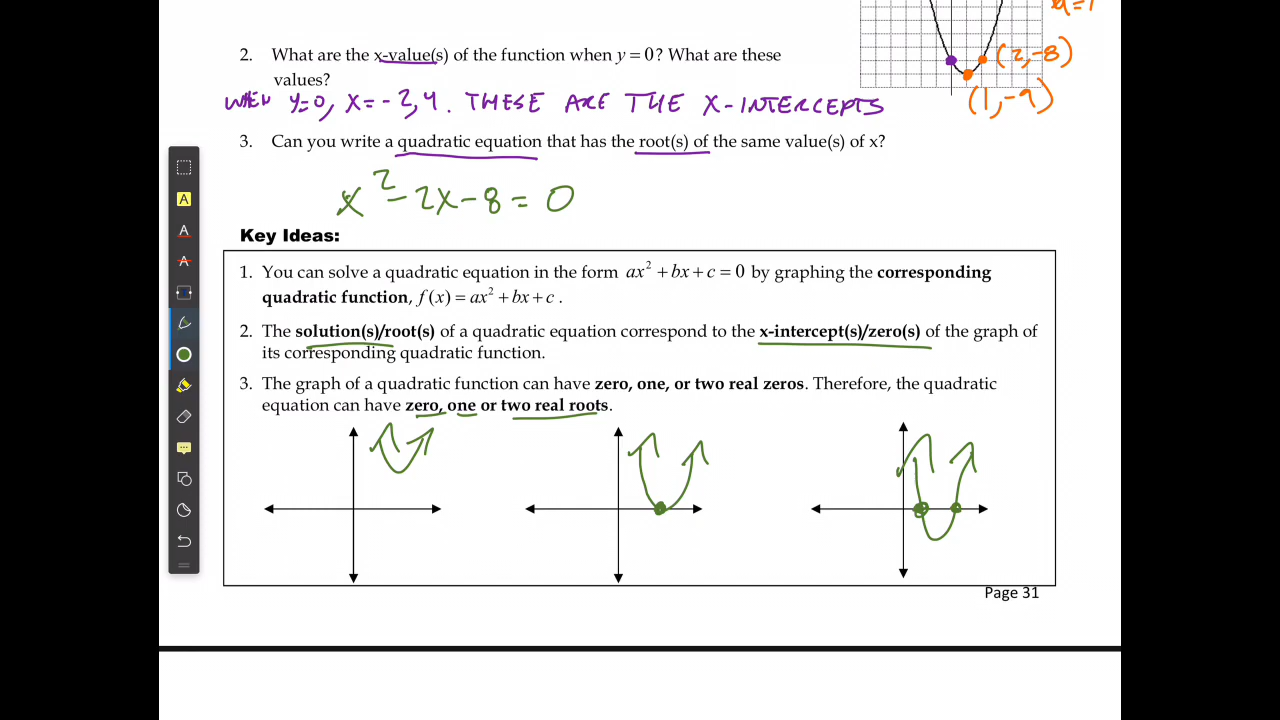 2. What are the x-value(s) of the function when y = 0? What are these
values?
(2,-8)
WHEN y=0, x=-2,4. THESE ARE THE X-INTERCEPTS
(1,-9)
3. Can you write a quadratic equation that has the root(s) of the same value(s) of x?
x² - 2x - 8 = 0
Key Ideas:
1. You can solve a quadratic equation in the form ax² + bx + c = 0 by graphing the corresponding
quadratic function, f(x) = ax² + bx + c .
2. The solution(s)/root(s) of a quadratic equation correspond to the x-intercept(s)/zero(s) of the graph of
its corresponding quadratic function.
3. The graph of a quadratic function can have zero, one, or two real zeros. Therefore, the quadratic
equation can have zero, one or two real roots.
Page 31